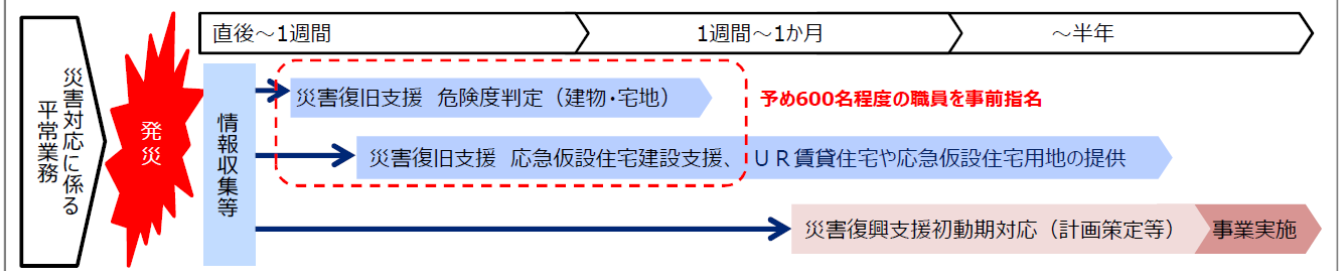 災害対応に係る
平常業務
発災
直後～1週間
1週間～1か月
～半年
情報収集等
災害復旧支援 危険度判定（建物・宅地）
予め600名程度の職員を事前指名
災害復旧支援 応急仮設住宅建設支援、ＵＲ賃貸住宅や応急仮設住宅用地の提供
災害復興支援初動期対応（計画策定等）
事業実施